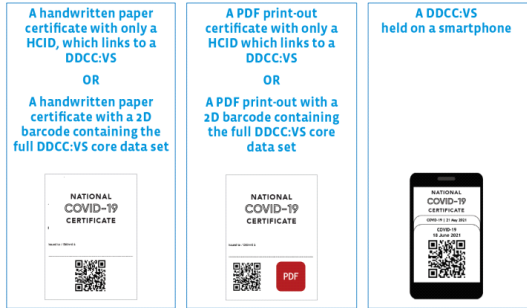 A handwritten paper
certificate with only a
HCID, which links to a
DDCC:VS
OR
A handwritten paper
certificate with a 2D
barcode containing the
full DDCC:VS core data set
NATIONAL
COVID-19
CERTIFICATE
A PDF print-out
certificate with only a
HCID which links to a
DDCC:VS
OR
A PDF print-out with a
2D barcode containing
the full DDCC:VS core
data set
NATIONAL
COVID-19
CERTIFICATE
PDF
A DDCC:VS
held on a smartphone
NATIONAL
COVID-19
CERTIFICATE
COVID-19 | 21 May 2021
COVID-19
18 June 2021